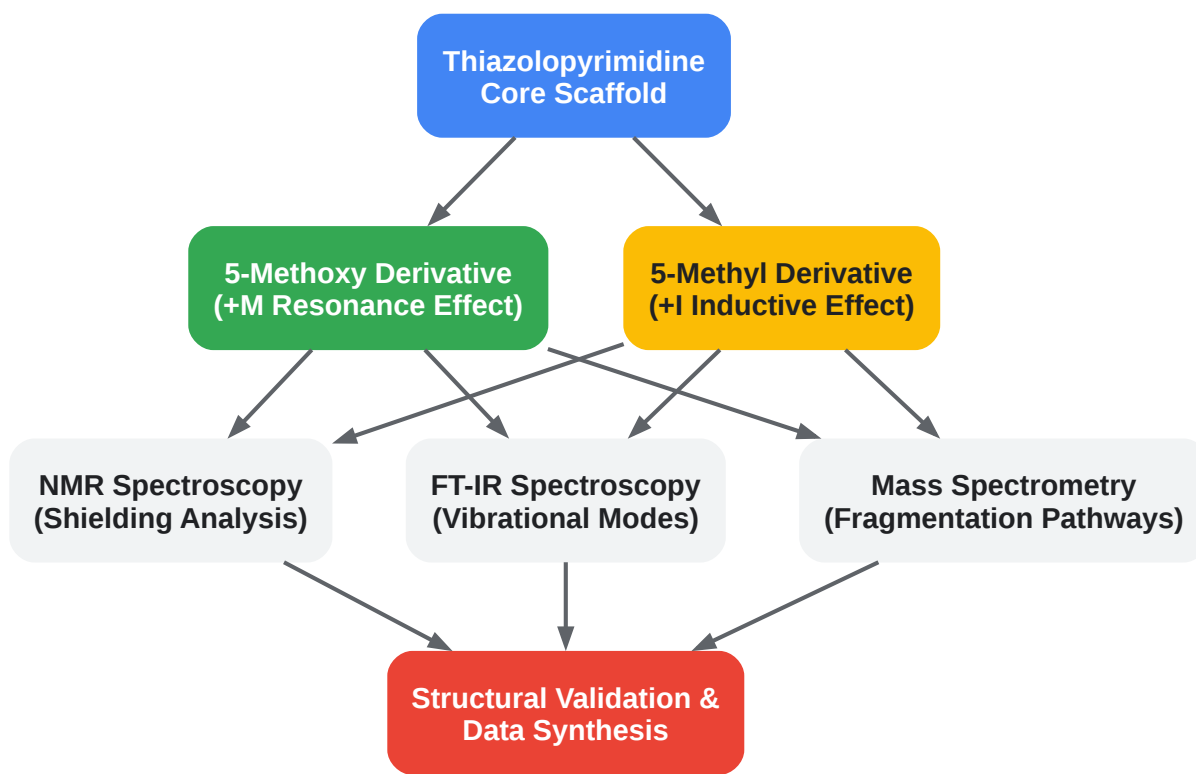 Thiazolopyrimidine
Core Scaffold
5-Methoxy Derivative
(+M Resonance Effect)
5-Methyl Derivative
(+I Inductive Effect)
NMR Spectroscopy
(Shielding Analysis)
FT-IR Spectroscopy
(Vibrational Modes)
Mass Spectrometry
(Fragmentation Pathways)
Structural Validation &
Data Synthesis